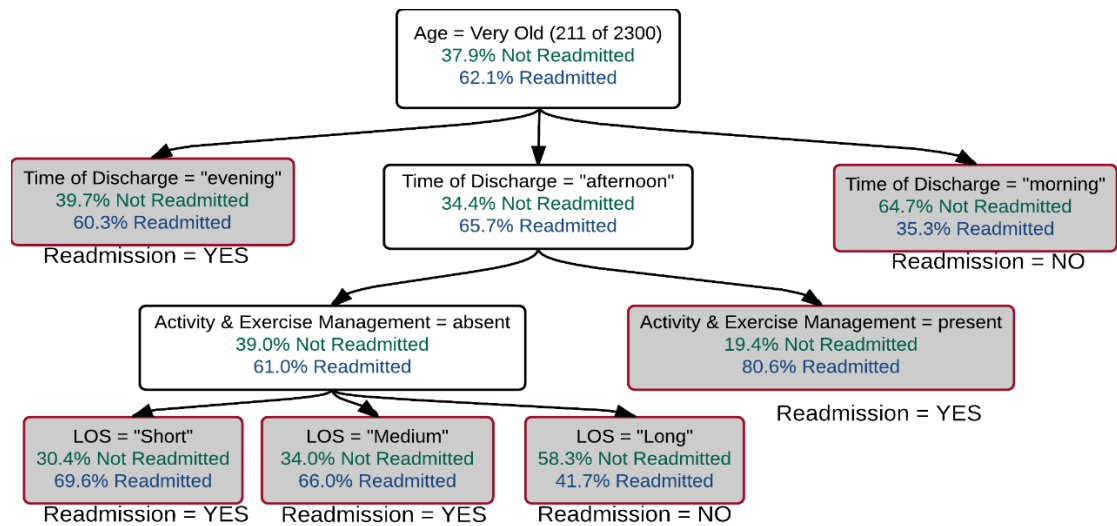 Age = Very Old (211 of 2300)
37.9% Not Readmitted
62.1% Readmitted
Time of Discharge = "evening"
39.7% Not Readmitted
60.3% Readmitted
Readmission = YES
Time of Discharge = "afternoon"
34.4% Not Readmitted
65.7% Readmitted
Time of Discharge = "morning"
64.7% Not Readmitted
35.3% Readmitted
Readmission = NO
Activity & Exercise Management = absent
39.0% Not Readmitted
61.0% Readmitted
Activity & Exercise Management = present
19.4% Not Readmitted
80.6% Readmitted
Readmission = YES
LOS = "Short"
30.4% Not Readmitted
69.6% Readmitted
Readmission = YES
LOS = "Medium"
34.0% Not Readmitted
66.0% Readmitted
Readmission = YES
LOS = "Long"
58.3% Not Readmitted
41.7% Readmitted
Readmission = NO